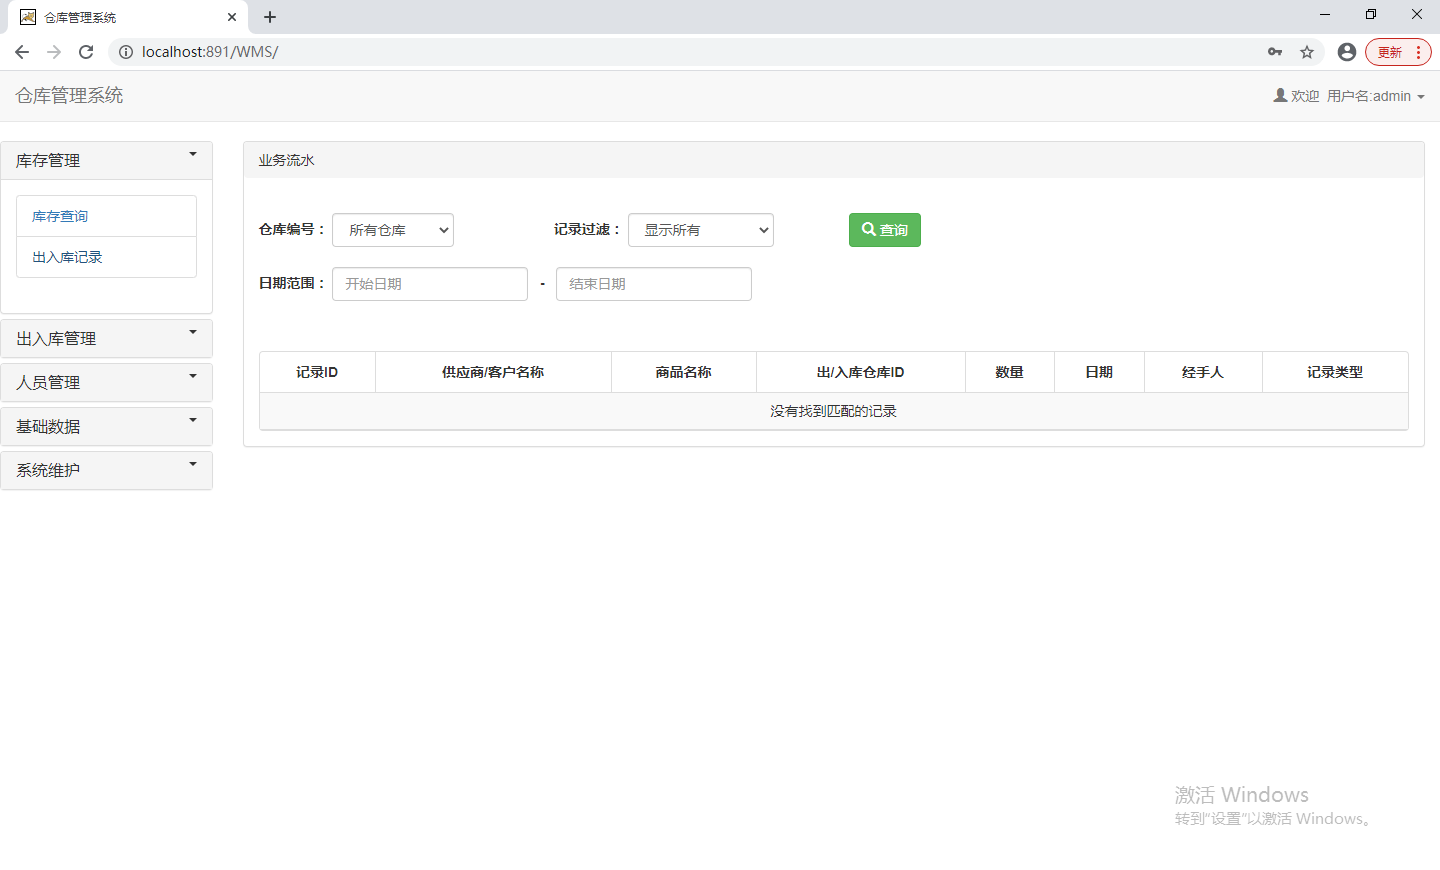 仓库管理系统
localhost:891/WMS/
更新
仓库管理系统
欢迎 用户名:admin
库存管理
库存查询
出入库记录
出入库管理
人员管理
基础数据
系统维护
业务流水
仓库编号： 所有仓库 记录过滤： 显示所有 查询
日期范围： 开始日期 - 结束日期
记录ID 供应商/客户名称 商品名称 出/入库仓库ID 数量 日期 经手人 记录类型
没有找到匹配的记录
激活 Windows
转到"设置"以激活 Windows。